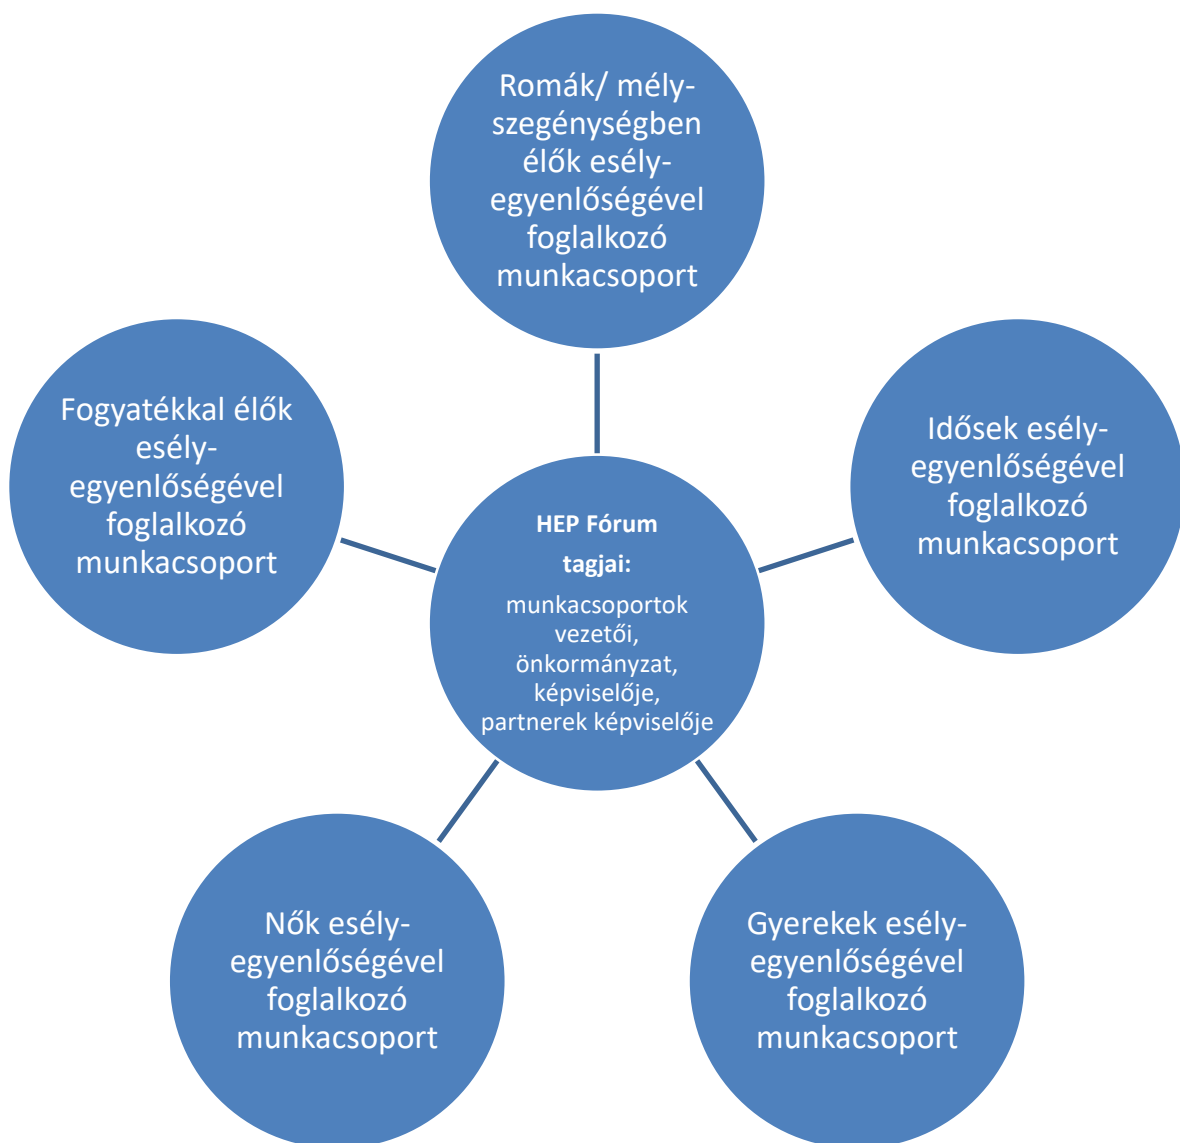 Romák/ mély-
szegénységben
élők esély-
egyenlőségével
foglalkozó
munkacsoport
Fogyatékkal élők
esély-
egyenlőségével
foglalkozó
munkacsoport
Idősek esély-
egyenlőségével
foglalkozó
munkacsoport
HEP Fórum
tagjai:
munkacsoportok
vezetői,
önkormányzat,
képviselője,
partnerek képviselője
Nők esély-
egyenlőségével
foglalkozó
munkacsoport
Gyerekek esély-
egyenlőségével
foglalkozó
munkacsoport